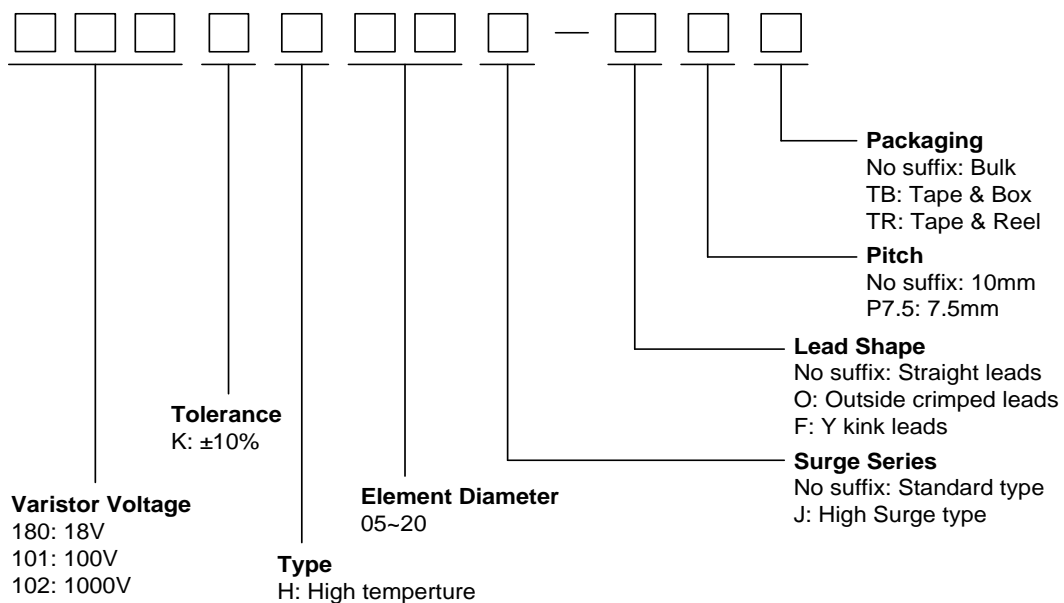 Packaging
No suffix: Bulk
TB: Tape & Box
TR: Tape & Reel
Pitch
No suffix: 10mm
P7.5: 7.5mm
Lead Shape
No suffix: Straight leads
O: Outside crimped leads
F: Y kink leads
Surge Series
No suffix: Standard type
J: High Surge type
Tolerance
K: ±10%
Element Diameter
05~20
Varistor Voltage
180: 18V
101: 100V
102: 1000V
Type
H: High temperture